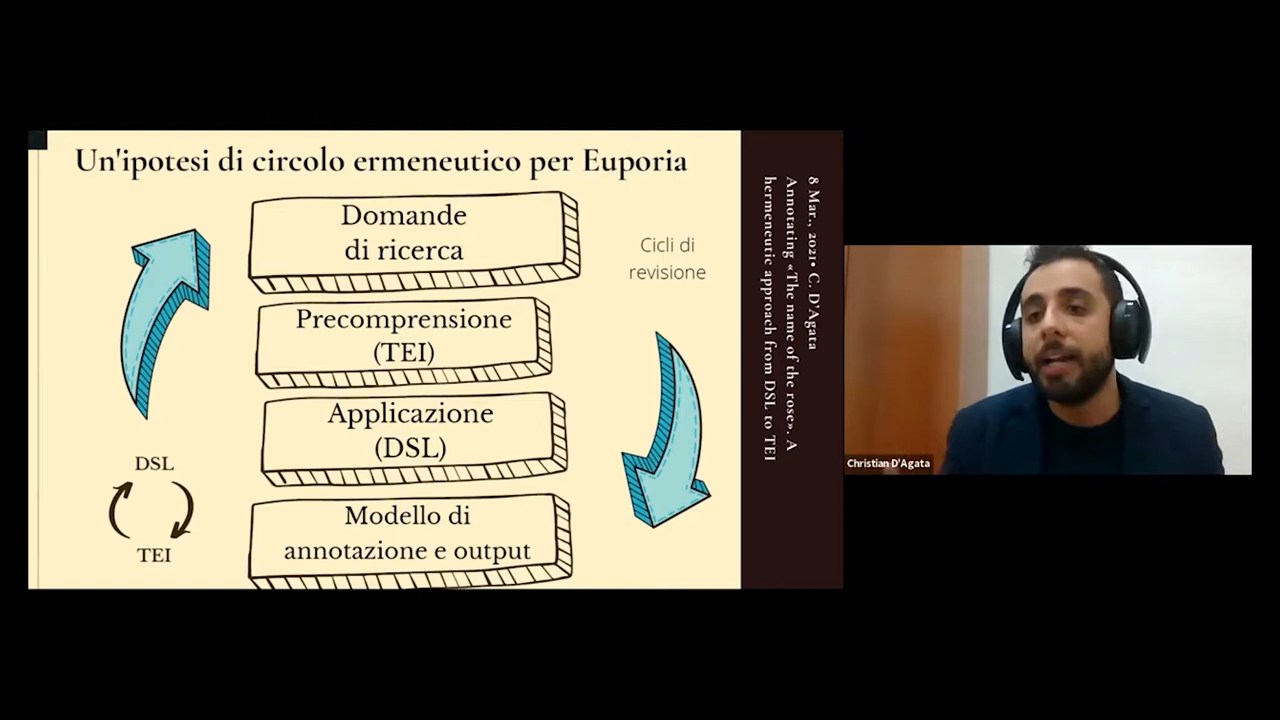 Un'ipotesi di circolo ermeneutico per Euporia
Domande
di ricerca
Precomprensione
(TEI)
Applicazione
(DSL)
Modello di
annotazione e output
Cicli di
revisione
DSL
TEI
8 Mar., 2021• C. D'Agata
Annotating «The name of the rose». A
hermeneutic approach from DSL to TEI
Christian D'Agata